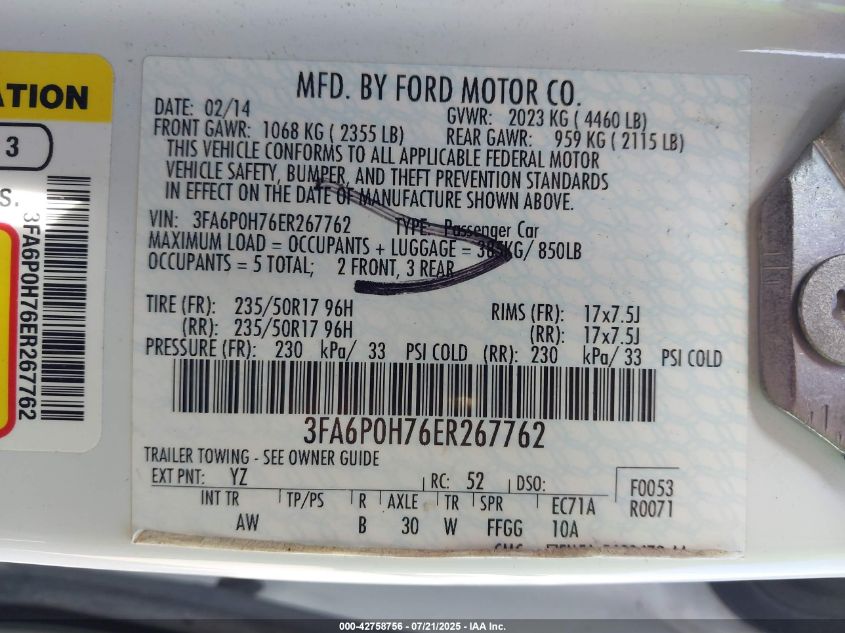 ATION
3
S.
3FA6P0H76ER267762
MFD. BY FORD MOTOR CO.
DATE: 02/14 GVWR: 2023 KG ( 4460 LB)
FRONT GAWR: 1068 KG ( 2355 LB) REAR GAWR: 959 KG ( 2115 LB)
THIS VEHICLE CONFORMS TO ALL APPLICABLE FEDERAL MOTOR
VEHICLE SAFETY, BUMPER, AND THEFT PREVENTION STANDARDS
IN EFFECT ON THE DATE OF MANUFACTURE SHOWN ABOVE.
VIN: 3FA6P0H76ER267762 TYPE: Passenger Car
MAXIMUM LOAD = OCCUPANTS + LUGGAGE = 385KG/ 850LB
OCCUPANTS = 5 TOTAL; 2 FRONT, 3 REAR
TIRE (FR): 235/50R17 96H RIMS (FR): 17x7.5J
(RR): 235/50R17 96H (RR): 17x7.5J
PRESSURE (FR): 230 kPa/ 33 PSI COLD (RR): 230 kPa/ 33 PSI COLD
3FA6P0H76ER267762
TRAILER TOWING - SEE OWNER GUIDE
EXT PNT: YZ RC: 52 DSO: F0053
INT TR TP/PS R AXLE TR SPR EC71A R0071
AW B 30 W FFGG 10A
000-42758756 - 07/21/2025 - IAA Inc.